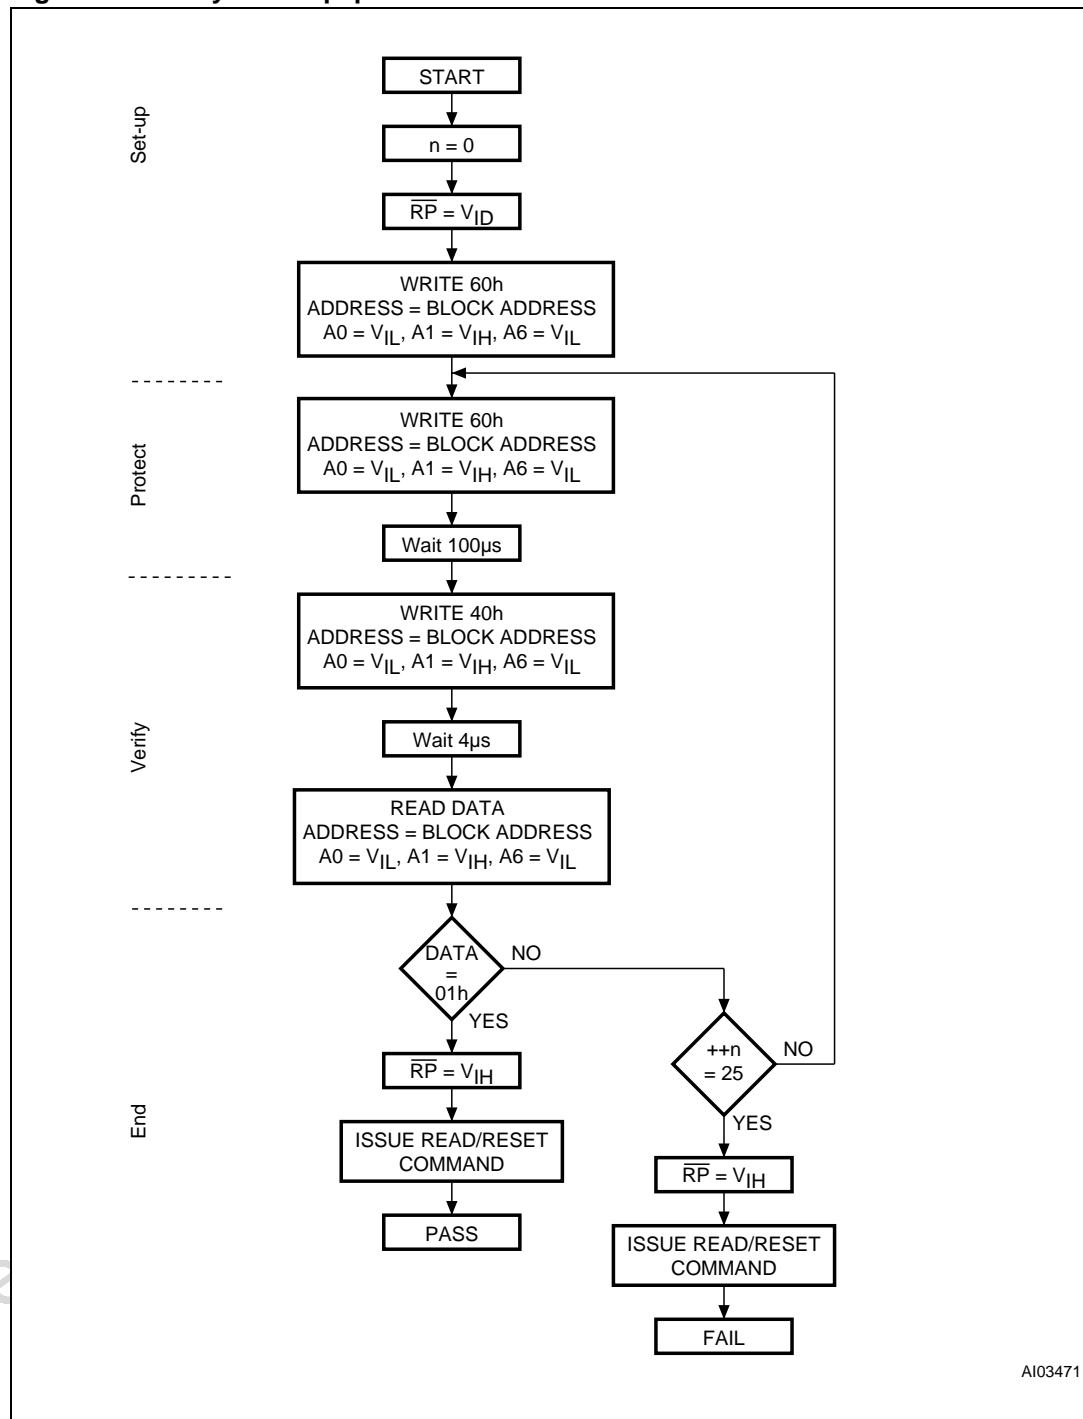 START
Set-up
n = 0
RP = VID
WRITE 60h
ADDRESS = BLOCK ADDRESS
A0 = VIL, A1 = VIH, A6 = VIL
Protect
WRITE 60h
ADDRESS = BLOCK ADDRESS
A0 = VIL, A1 = VIH, A6 = VIL
Wait 100µs
Verify
WRITE 40h
ADDRESS = BLOCK ADDRESS
A0 = VIL, A1 = VIH, A6 = VIL
Wait 4µs
READ DATA
ADDRESS = BLOCK ADDRESS
A0 = VIL, A1 = VIH, A6 = VIL
End
DATA
=
01h
NO
YES
++n
= 25
NO
YES
RP = VIH
ISSUE READ/RESET
COMMAND
PASS
RP = VIH
ISSUE READ/RESET
COMMAND
FAIL
AI03471